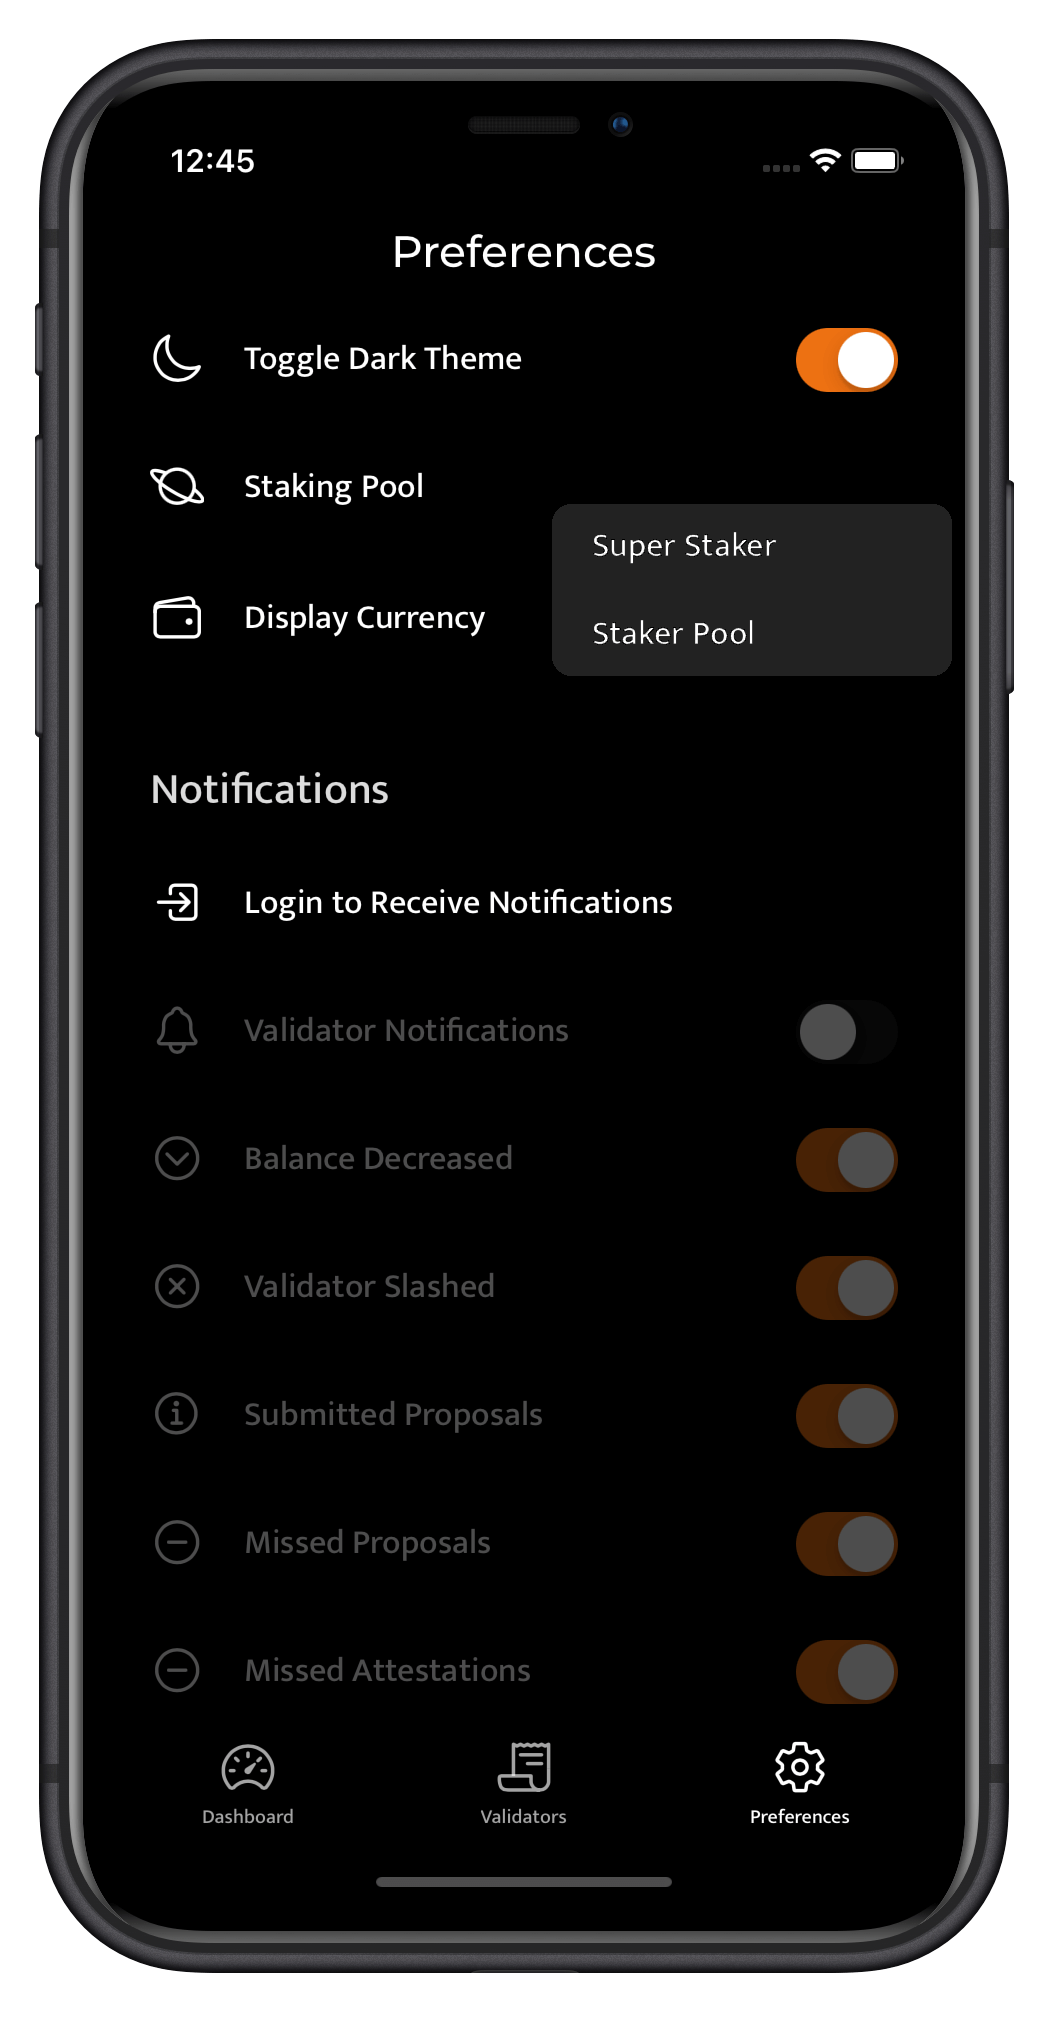 12:45
Preferences
Toggle Dark Theme
Staking Pool
Super Staker
Display Currency
Staker Pool
Notifications
Login to Receive Notifications
Validator Notifications
Balance Decreased
Validator Slashed
Submitted Proposals
Missed Proposals
Missed Attestations
Dashboard
Validators
Preferences